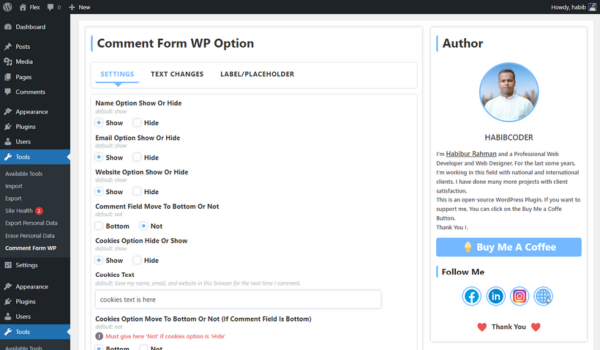 Flex
0
New
Howdy, habib
Dashboard
Posts
Media
Pages
Comments
Appearance
Plugins
Users
Tools
Available Tools
Import
Export
Site Health 2
Export Personal Data
Erase Personal Data
Comment Form WP
Settings
Appearance
Plugins
Users
Tools
Comment Form WP Option
SETTINGS
TEXT CHANGES
LABEL/PLACEHOLDER
Name Option Show Or Hide
default: show
Show Hide
Email Option Show Or Hide
default: show
Show Hide
Website Option Show Or Hide
default: show
Show Hide
Comment Field Move To Bottom Or Not
default: not
Bottom Not
Cookies Option Hide Or Show
default: show
Show Hide
Cookies Text
default: Save my name, email, and website in this browser for the next time I comment.
cookies text is here
Cookies Option Move To Bottom Or Not (If Comment Field Is Bottom)
default: not
Must give here 'Not' if cookies option is 'Hide'
Bottom Not
Author
HABIBCODER
I'm Habibur Rahman and a Professional Web
Developer and Web Designer. For the last some years,
I'm working in this field with national and international
clients. I have done many more projects with client
satisfaction.
This is an open-source WordPress Plugin. If you want to
support me, You can click on the Buy Me a Coffe
Button.
Thank You !.
Buy Me A Coffee
Follow Me
Thank You